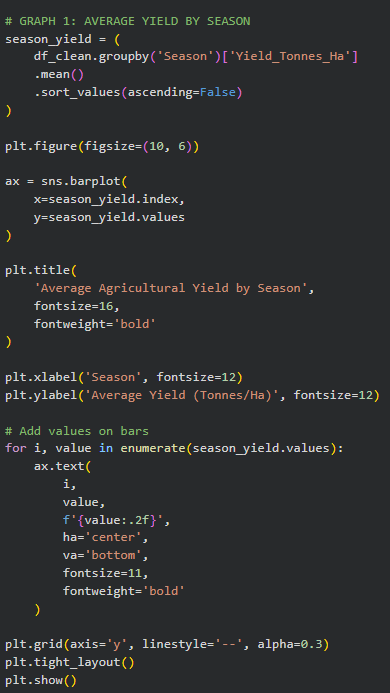 # GRAPH 1: AVERAGE YIELD BY SEASON
season_yield = (
    df_clean.groupby('Season')['Yield_Tonnes_Ha']
    .mean()
    .sort_values(ascending=False)
)

plt.figure(figsize=(10, 6))

ax = sns.barplot(
    x=season_yield.index,
    y=season_yield.values
)

plt.title(
    'Average Agricultural Yield by Season',
    fontsize=16,
    fontweight='bold'
)

plt.xlabel('Season', fontsize=12)
plt.ylabel('Average Yield (Tonnes/Ha)', fontsize=12)

# Add values on bars
for i, value in enumerate(season_yield.values):
    ax.text(
        i,
        value,
        f'{value:.2f}',
        ha='center',
        va='bottom',
        fontsize=11,
        fontweight='bold'
    )

plt.grid(axis='y', linestyle='--', alpha=0.3)
plt.tight_layout()
plt.show()